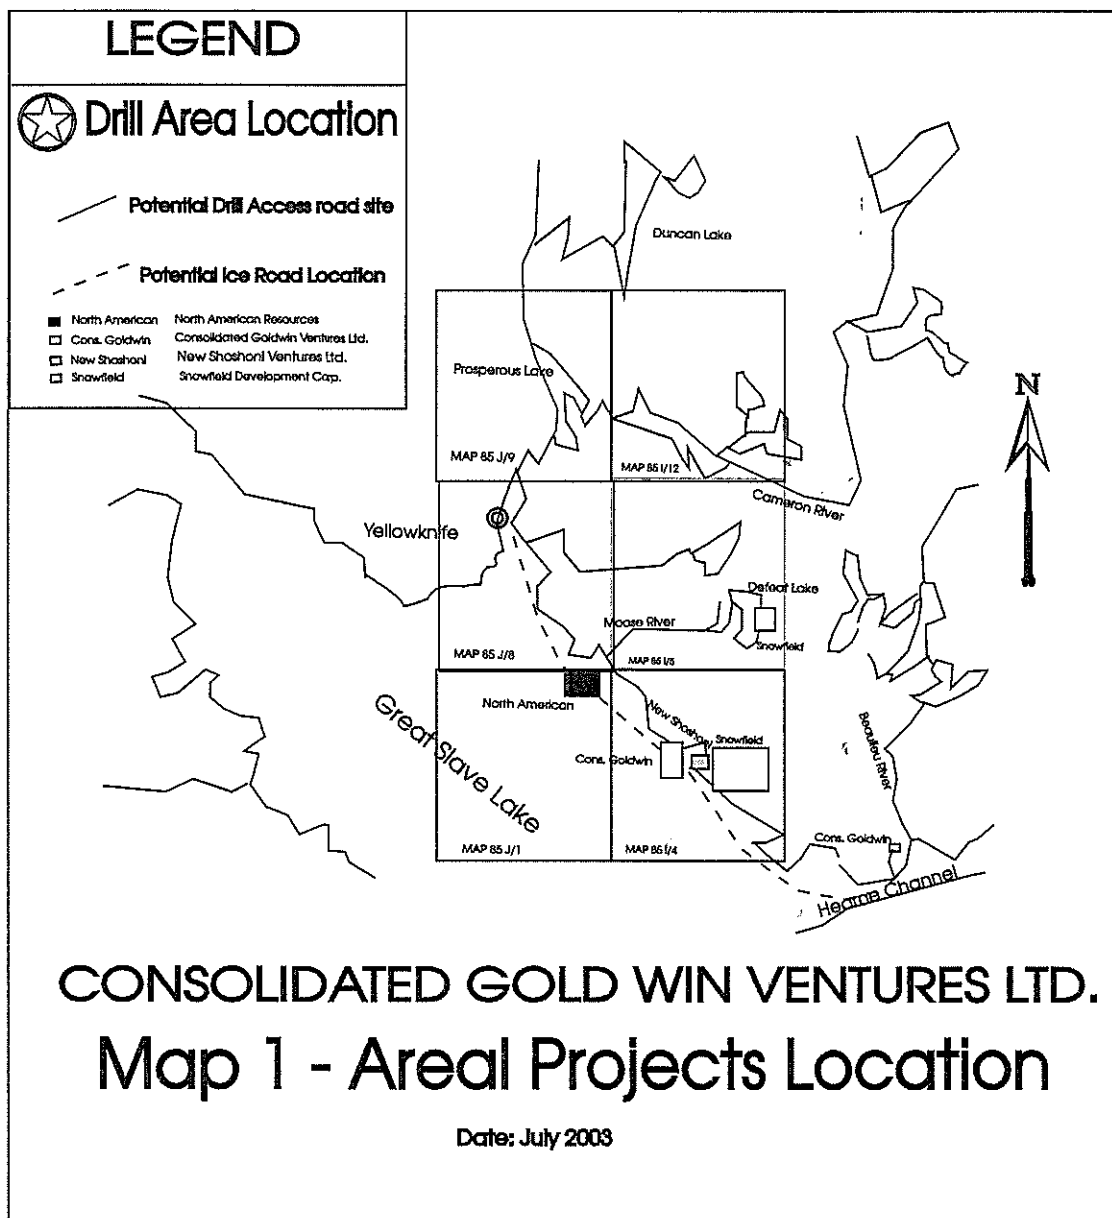 LEGEND
Drill Area Location
Potential Drill Access road site
Potential Ice Road Location
North American North American Resources
Cons. Goldwin Consolidated Goldwin Ventures Ltd.
New Shoshoni New Shoshoni Ventures Ltd.
Snowfield Snowfield Development Corp.
Duncan Lake
Prosperous Lake
N
MAP 85 J/9
MAP 85 I/12
Cameron River
Yellowknife
Defeat Lake
Moose River
Snowfield
MAP 85 J/8
MAP 85 I/5
North American
Great Slave Lake
New Shoshoni
Snowfield
Cons. Goldwin
Beaulieu River
MAP 85 J/1
MAP 85 I/4
Cons. Goldwin
Hearne Channel
CONSOLIDATED GOLD WIN VENTURES LTD.
Map 1 - Areal Projects Location
Date: July 2003